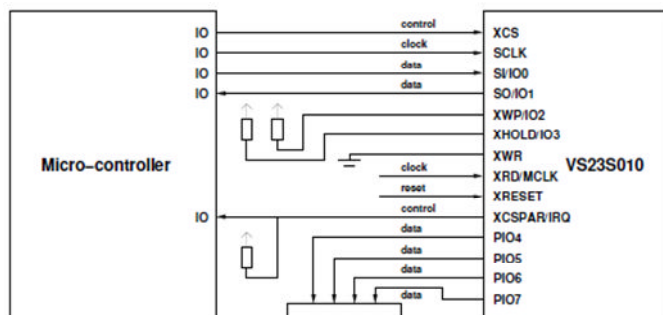 control
IO XCS
clock
IO SCLK
data
IO SI/IO0
data
IO SO/IO1
XWP/IO2
XHOLD/IO3
XWR
Micro-controller VS23S010
clock
XRD/MCLK
reset
XRESET
control
IO XCSPAR/IRQ
data
PIO4
data
PIO5
data
PIO6
data
PIO7